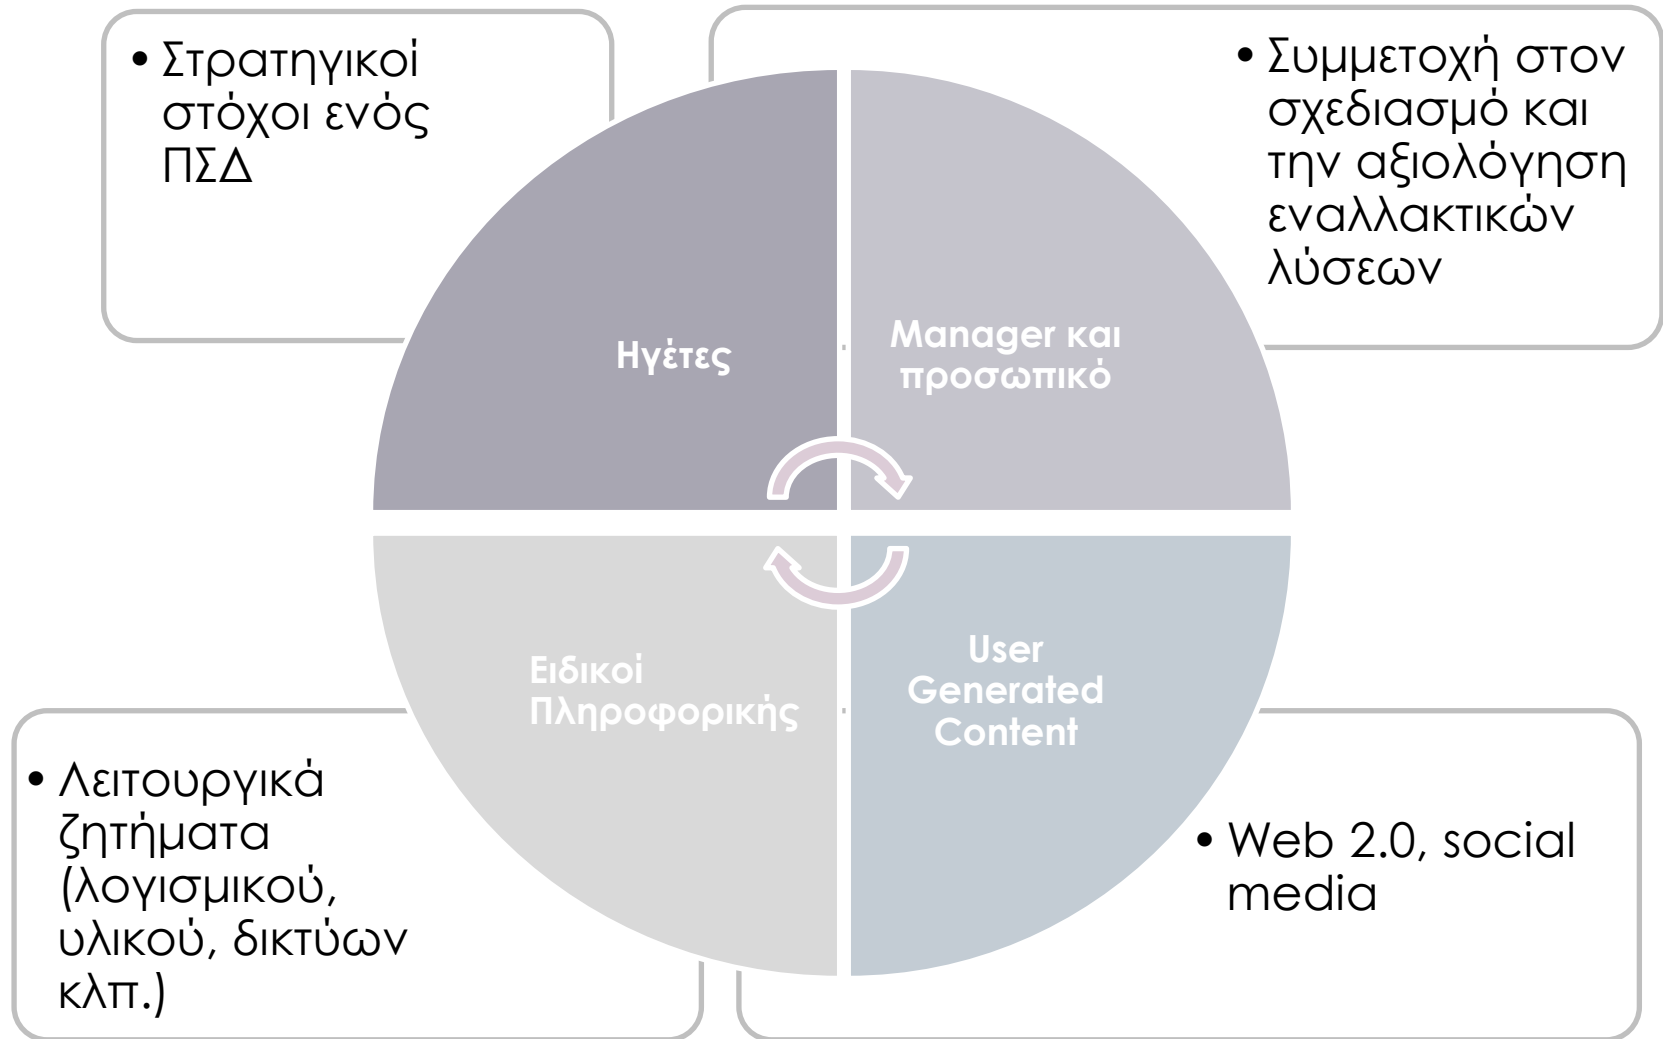 • Στρατηγικοί
στόχοι ενός
ΠΣΔ
• Συμμετοχή στον
σχεδιασμό και
την αξιολόγηση
εναλλακτικών
λύσεων
Ηγέτες
Manager και
προσωπικό
Ειδικοί
Πληροφορικής
User
Generated
Content
• Λειτουργικά
ζητήματα
(λογισμικού,
υλικού, δικτύων
κλπ.)
• Web 2.0, social
media